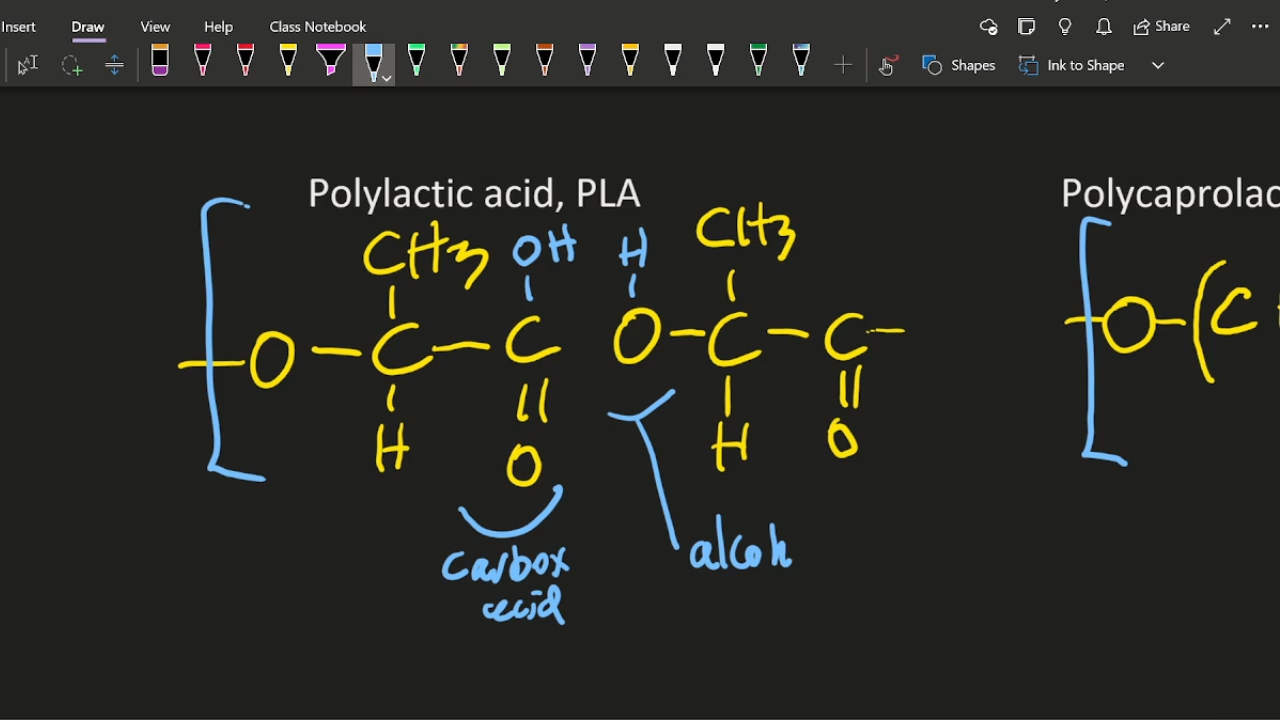 Insert Draw View Help Class Notebook Share
Shapes Ink to Shape
Polylactic acid, PLA
Polycaprolac
CH3 OH H CH3
O C C O C C
O (C
H O H O
carbox
acid
alcoh